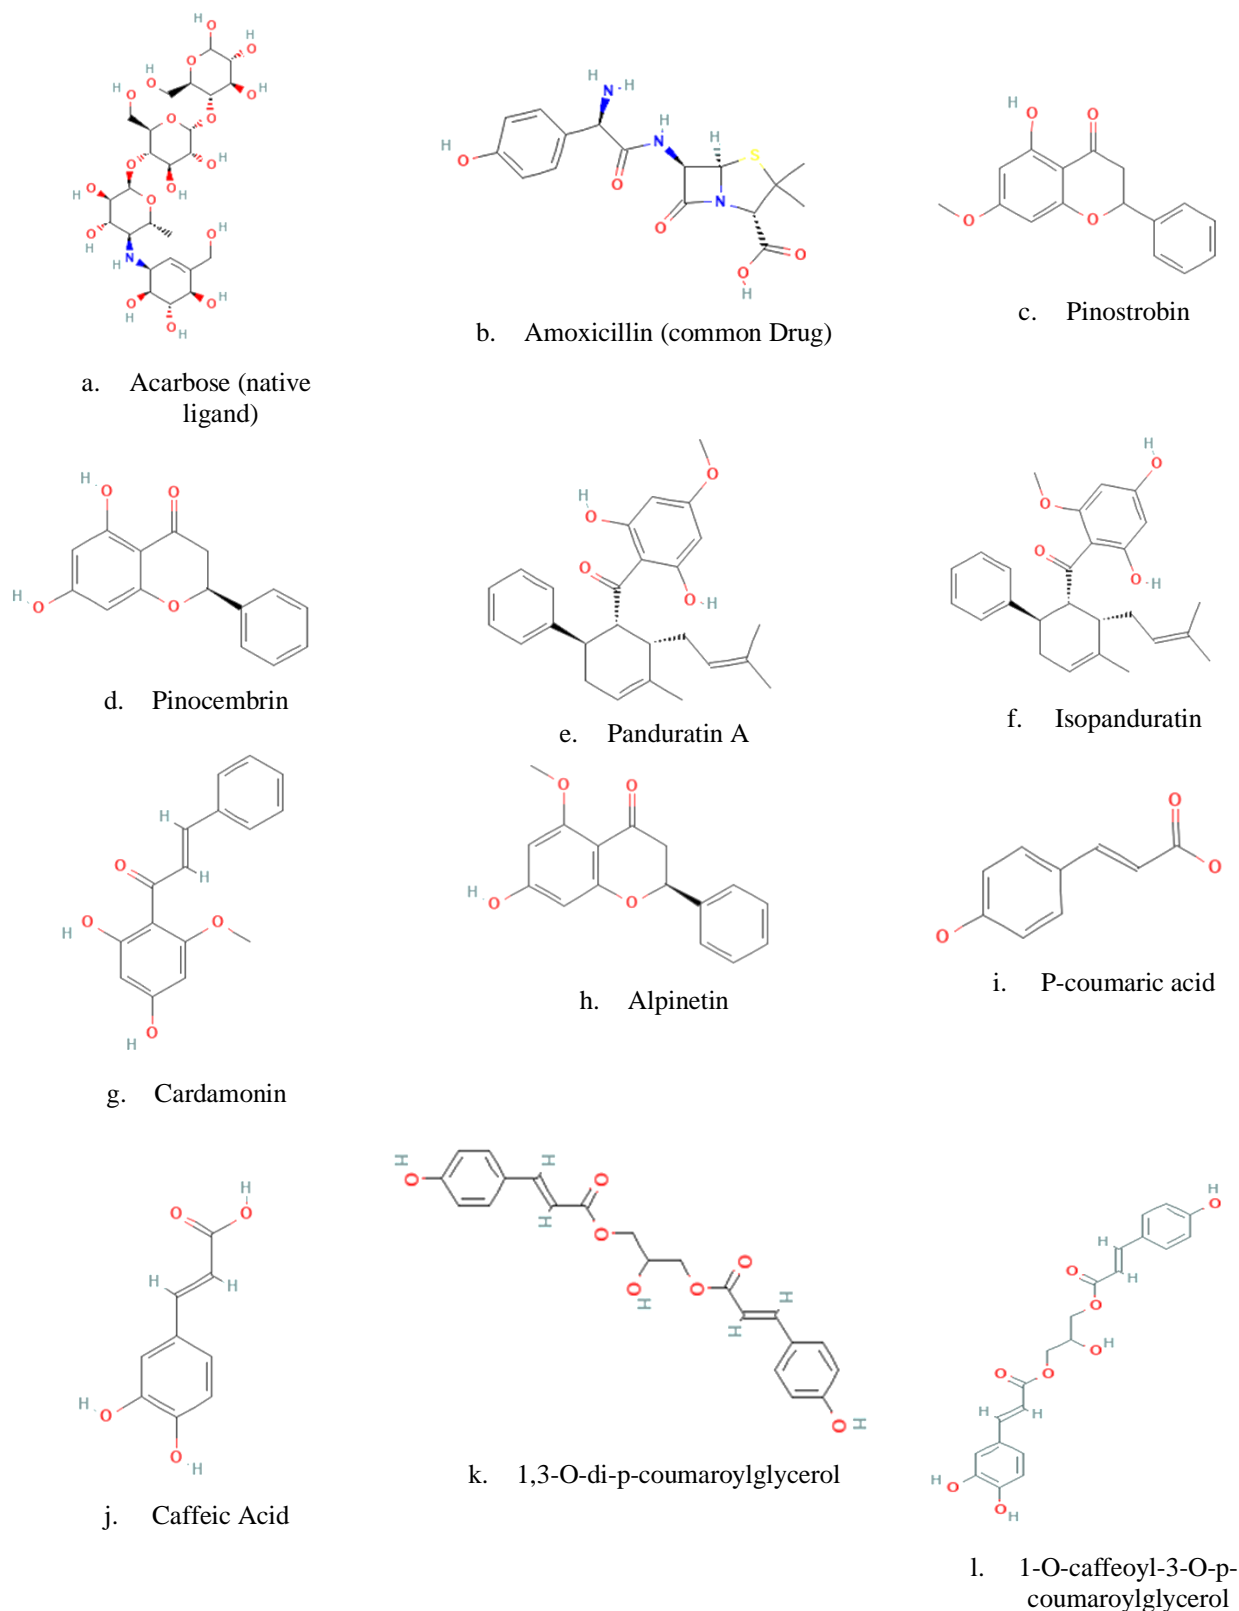 a. Acarbose (native
ligand)
b. Amoxicillin (common Drug)
c. Pinostrobin
d. Pinocembrin
e. Panduratin A
f. Isopanduratin
g. Cardamonin
h. Alpinetin
i. P-coumaric acid
j. Caffeic Acid
k. 1,3-O-di-p-coumaroylglycerol
l. 1-O-caffeoyl-3-O-p-
coumaroylglycerol